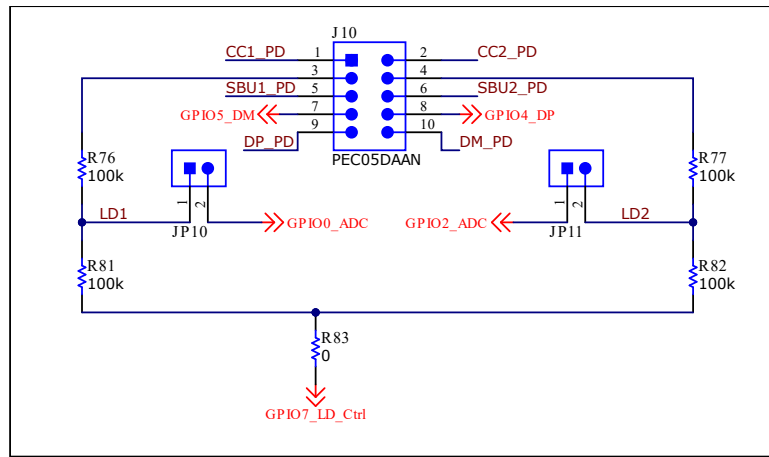 J10
CC1_PD 1 2 CC2_PD
3 4
SBU1_PD 5 6 SBU2_PD
GPIO5_DM 7 8 GPIO4_DP
DP_PD 9 10 DM_PD
PEC05DAAN
R76
100k
R77
100k
1 2
1 2
LD1
LD2
JP10
GPIO0_ADC
GPIO2_ADC
JP11
R81
100k
R82
100k
R83
0
GPIO7_LD_Ctrl